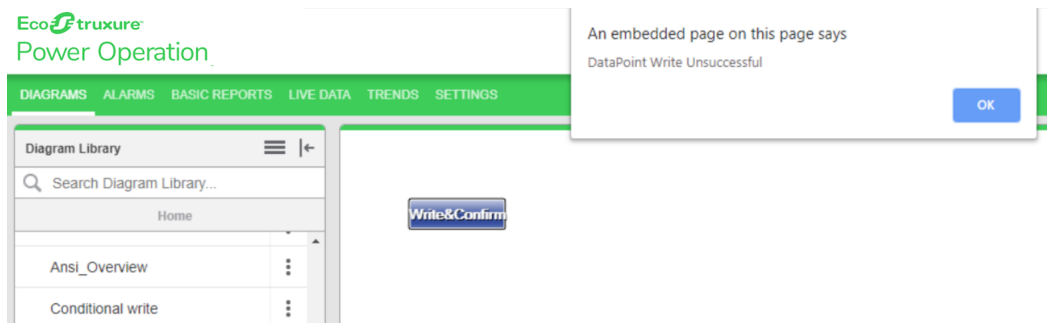 EcoStruxure
Power Operation
An embedded page on this page says
DataPoint Write Unsuccessful
OK
DIAGRAMS ALARMS BASIC REPORTS LIVE DATA TRENDS SETTINGS
Diagram Library
Search Diagram Library...
Home
Write&Confirm
Ansi_Overview
Conditional write